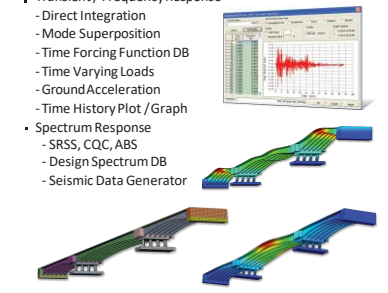 ▪ Transient / Frequency Response
- Direct Integration
- Mode Superposition
- Time Forcing Function DB
- Time Varying Loads
- Ground Acceleration
- Time History Plot / Graph
▪ Spectrum Response
- SRSS, CQC, ABS
- Design Spectrum DB
- Seismic Data Generator